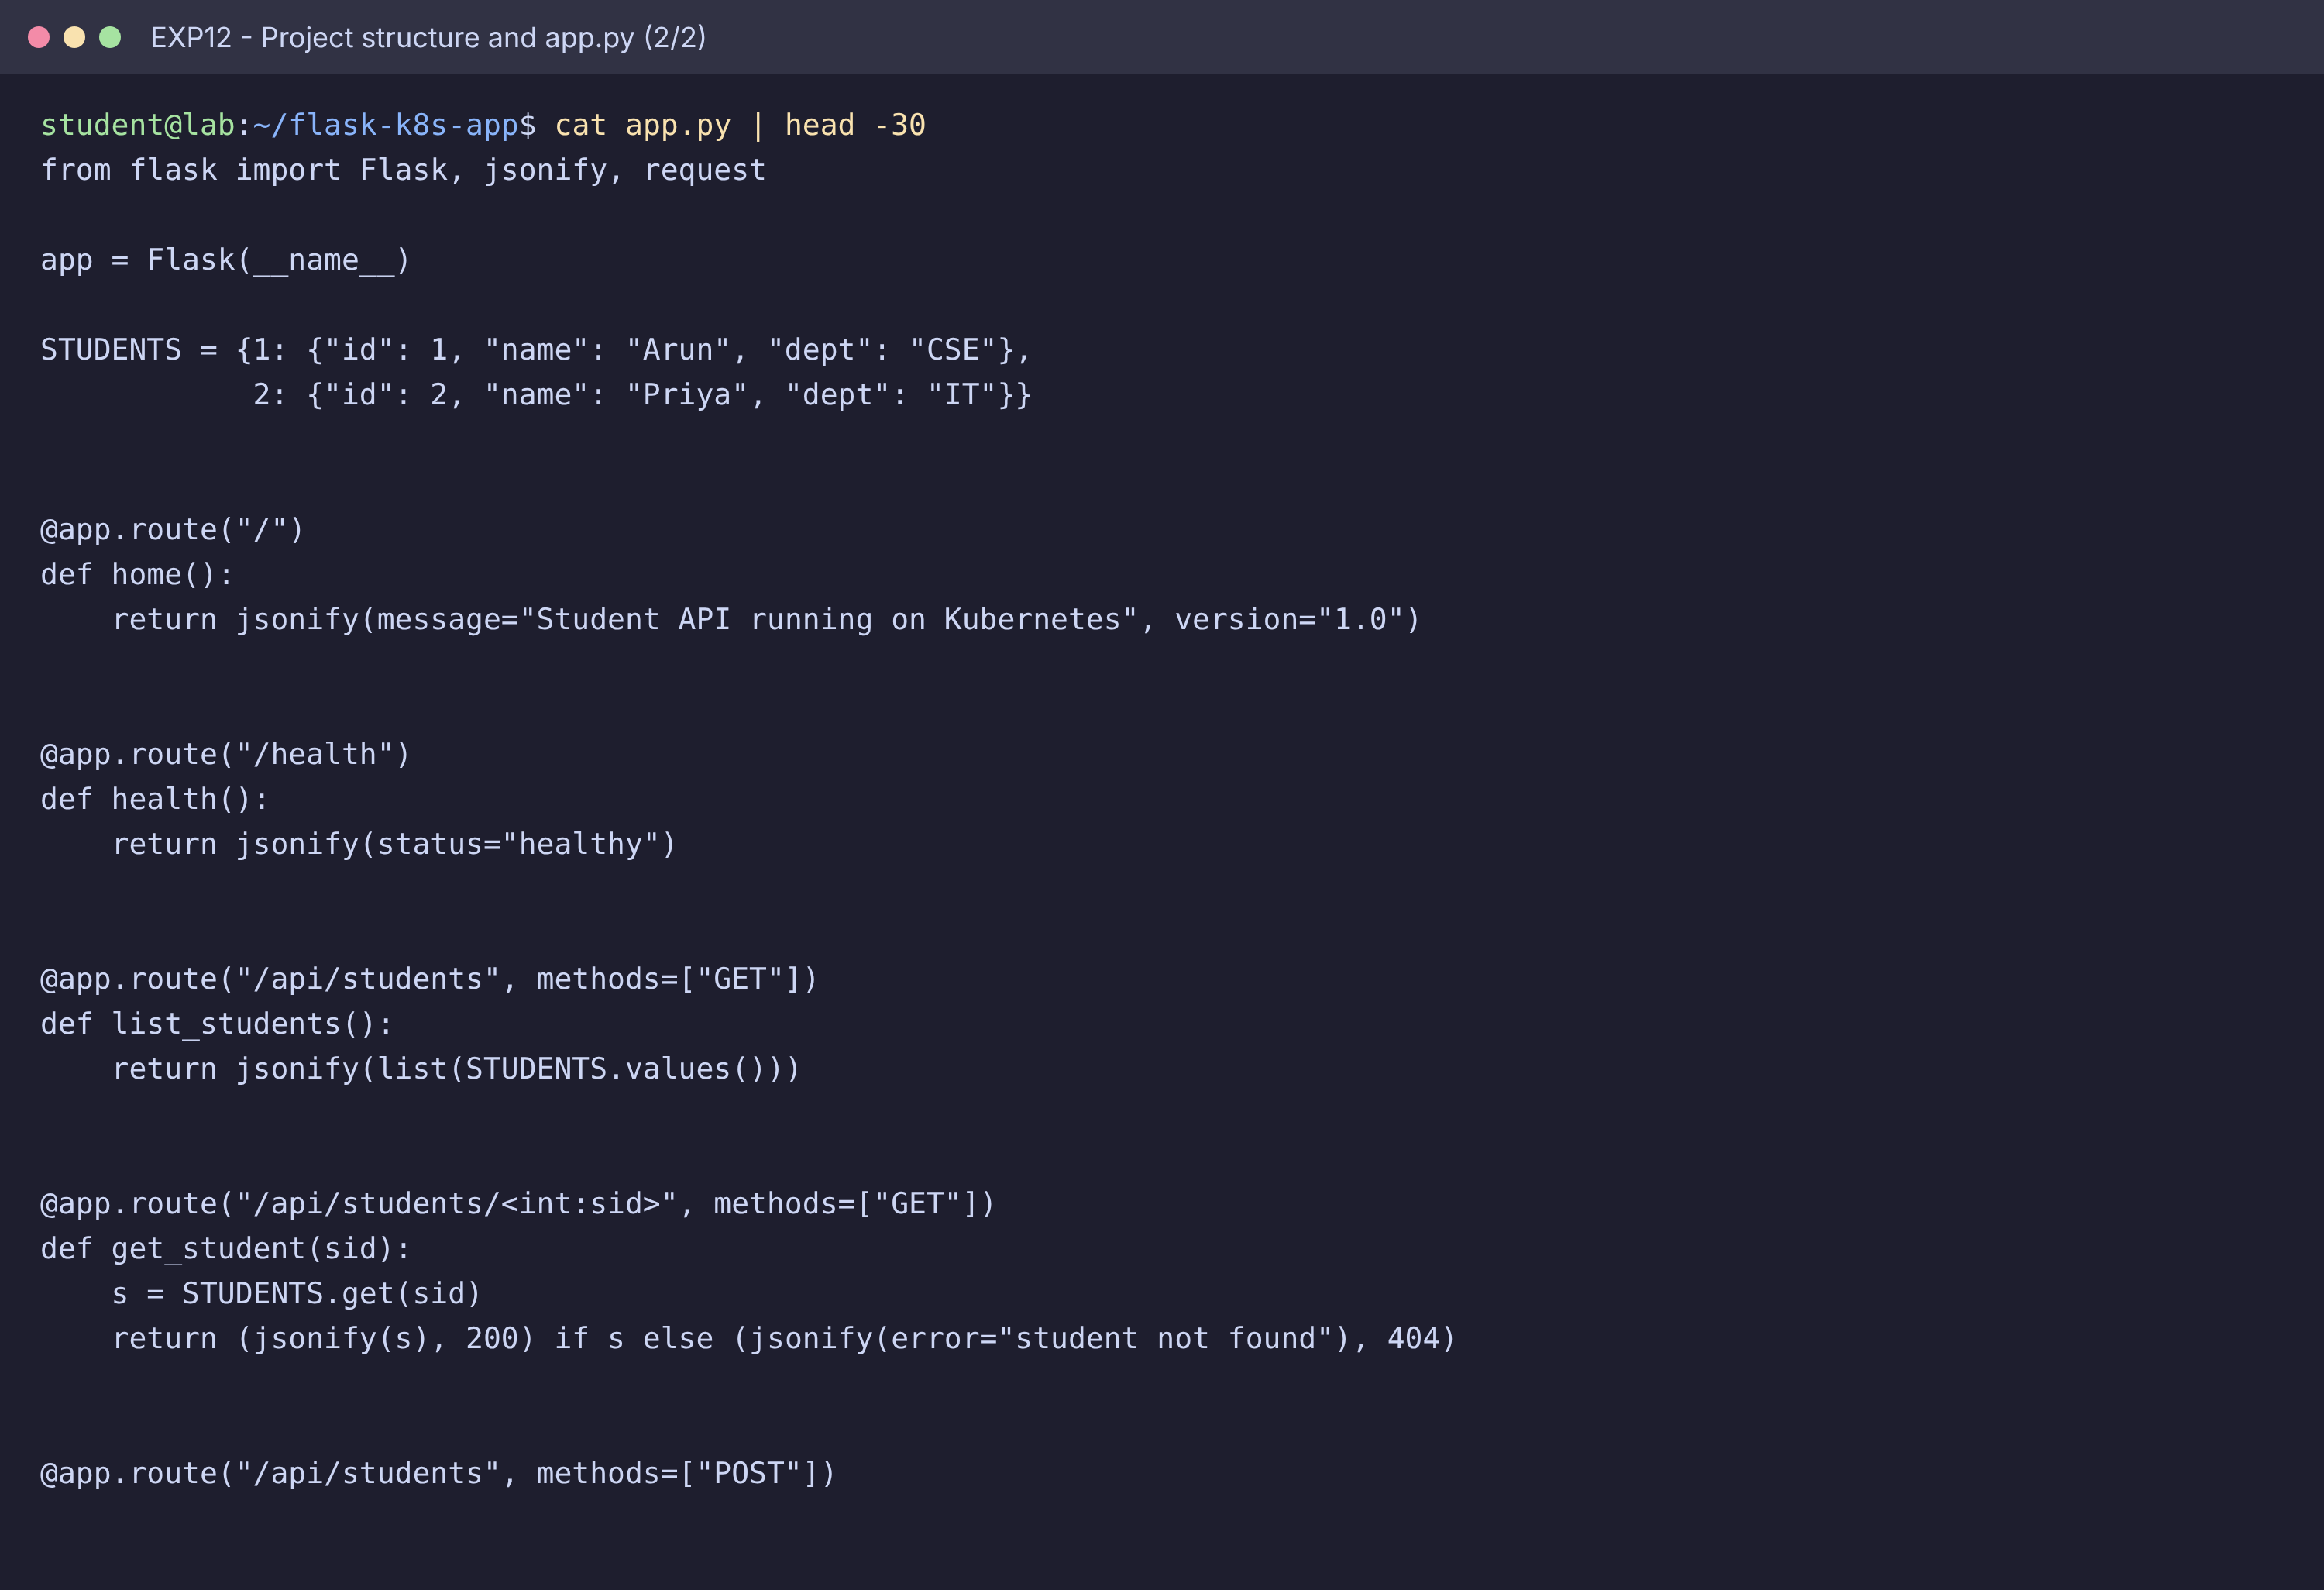 EXP12 - Project structure and app.py (2/2)
student@lab:~/flask-k8s-app$ cat app.py | head -30
from flask import Flask, jsonify, request

app = Flask(__name__)

STUDENTS = {1: {"id": 1, "name": "Arun", "dept": "CSE"},
            2: {"id": 2, "name": "Priya", "dept": "IT"}}


@app.route("/")
def home():
    return jsonify(message="Student API running on Kubernetes", version="1.0")


@app.route("/health")
def health():
    return jsonify(status="healthy")


@app.route("/api/students", methods=["GET"])
def list_students():
    return jsonify(list(STUDENTS.values()))


@app.route("/api/students/<int:sid>", methods=["GET"])
def get_student(sid):
    s = STUDENTS.get(sid)
    return (jsonify(s), 200) if s else (jsonify(error="student not found"), 404)


@app.route("/api/students", methods=["POST"])